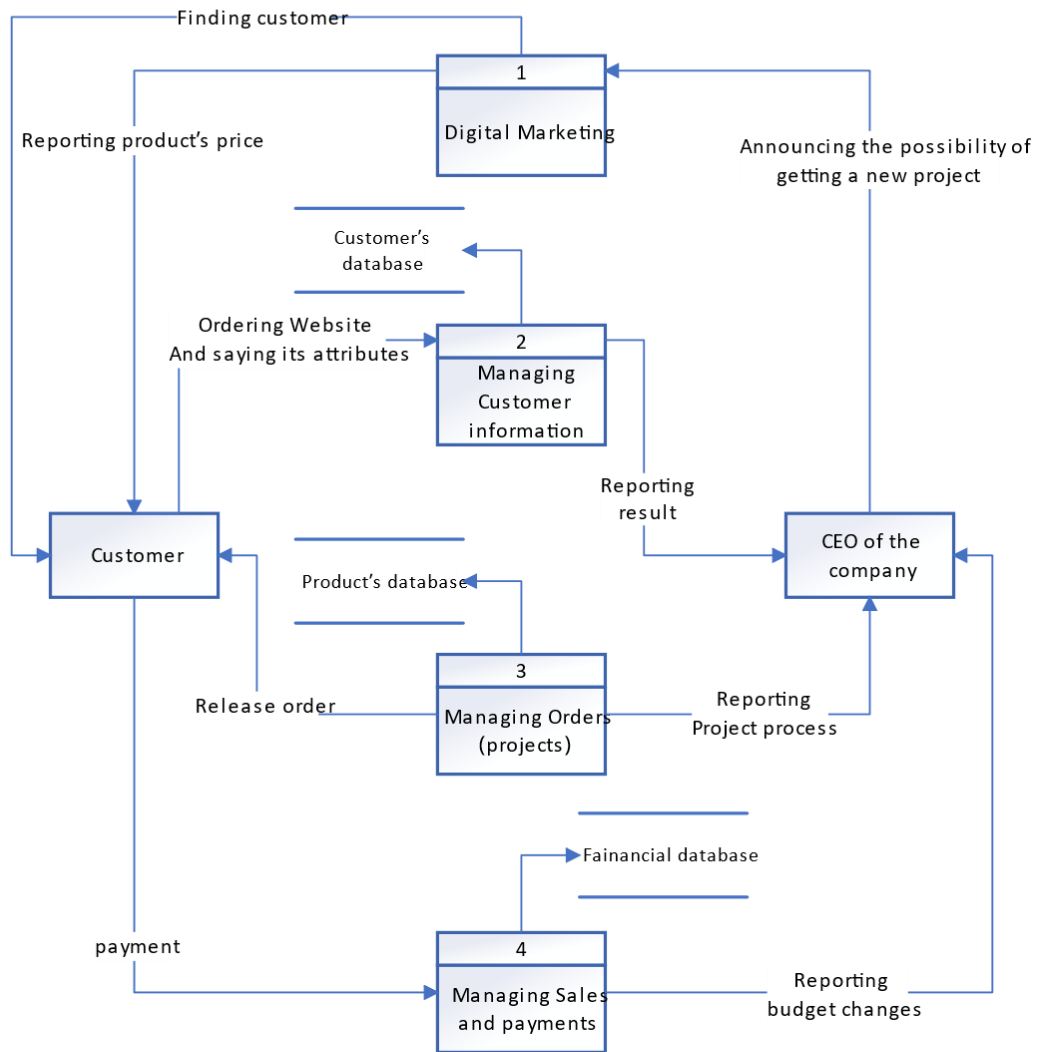 Finding customer
1
Digital Marketing
Reporting product's price
Announcing the possibility of
getting a new project
Customer's
database
Ordering Website
And saying its attributes
2
Managing
Customer
information
Reporting
result
Customer
CEO of the
company
Product's database
3
Managing Orders
(projects)
Release order
Reporting
Project process
Fainancial database
payment
4
Managing Sales
and payments
Reporting
budget changes